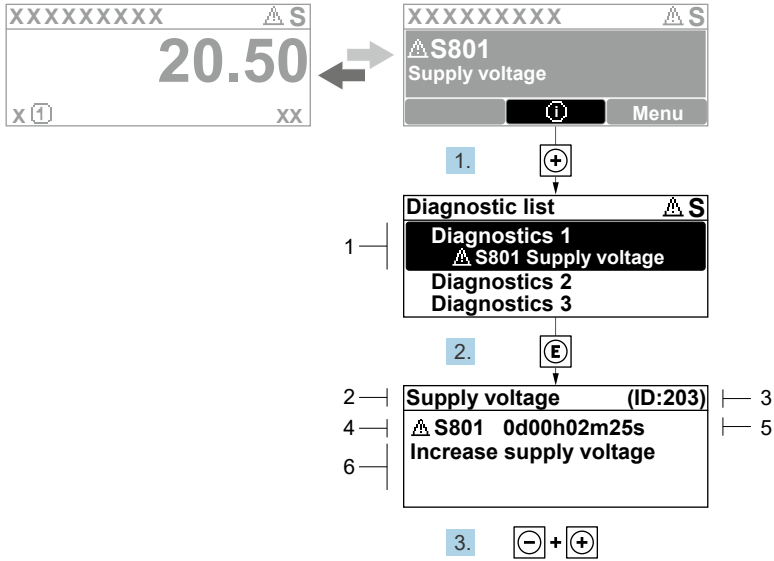 XXXXXXXXX ⚠ S
20.50
X 1 XX
XXXXXXXXX ⚠ S
⚠ S801
Supply voltage
i Menu
1. +
Diagnostic list ⚠ S
1
Diagnostics 1
⚠ S801 Supply voltage
Diagnostics 2
Diagnostics 3
2. E
2 Supply voltage (ID:203) 3
4 ⚠ S801 0d00h02m25s 5
6 Increase supply voltage
3. - + +